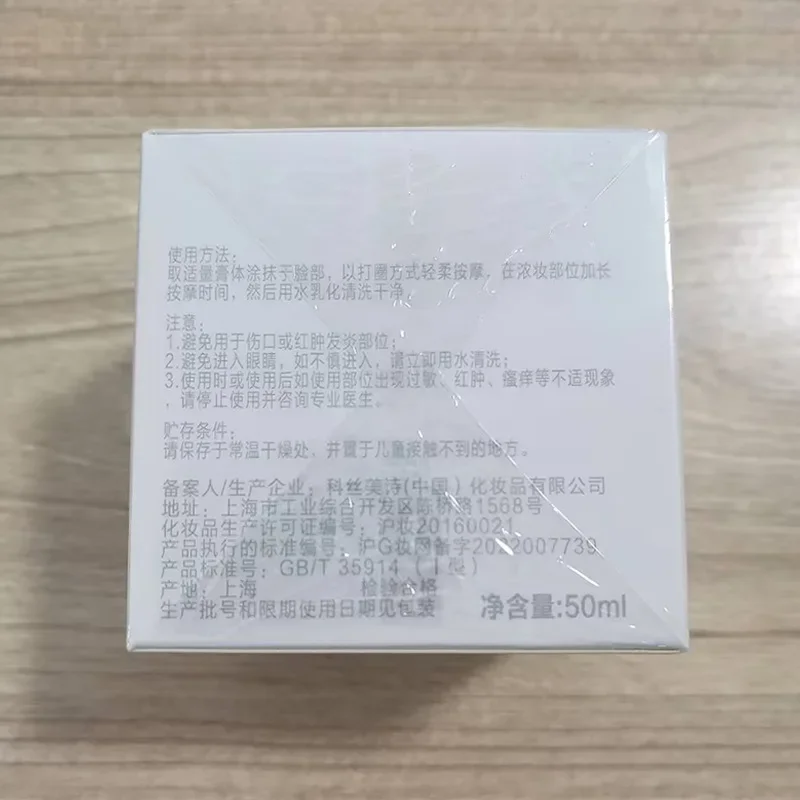 使用方法:
取适量膏体涂抹于脸部，以打圈方式轻柔按摩，在浓妆部位加长
按摩时间，然后用水乳化清洗干净。
注意:
1.避免用于伤口或红肿发炎部位;
2.避免进入眼睛，如不慎进入，请立即用水清洗;
3.使用时或使用后如使用部位出现过敏、红肿、瘙痒等不适现象
，请停止使用并咨询专业医生。
贮存条件:
请保存于常温干燥处，并置于儿童接触不到的地方。
备案人/生产企业: 科丝美诗(中国)化妆品有限公司
地址: 上海市工业综合开发区陈桥路1568号
化妆品生产许可证编号: 沪妆20160021
产品执行的标准编号: 沪G妆网备字2022007739
产品标准号: GB/T 35914（I型）
产地: 上海 检验合格
生产批号和限期使用日期见包装 净含量:50ml